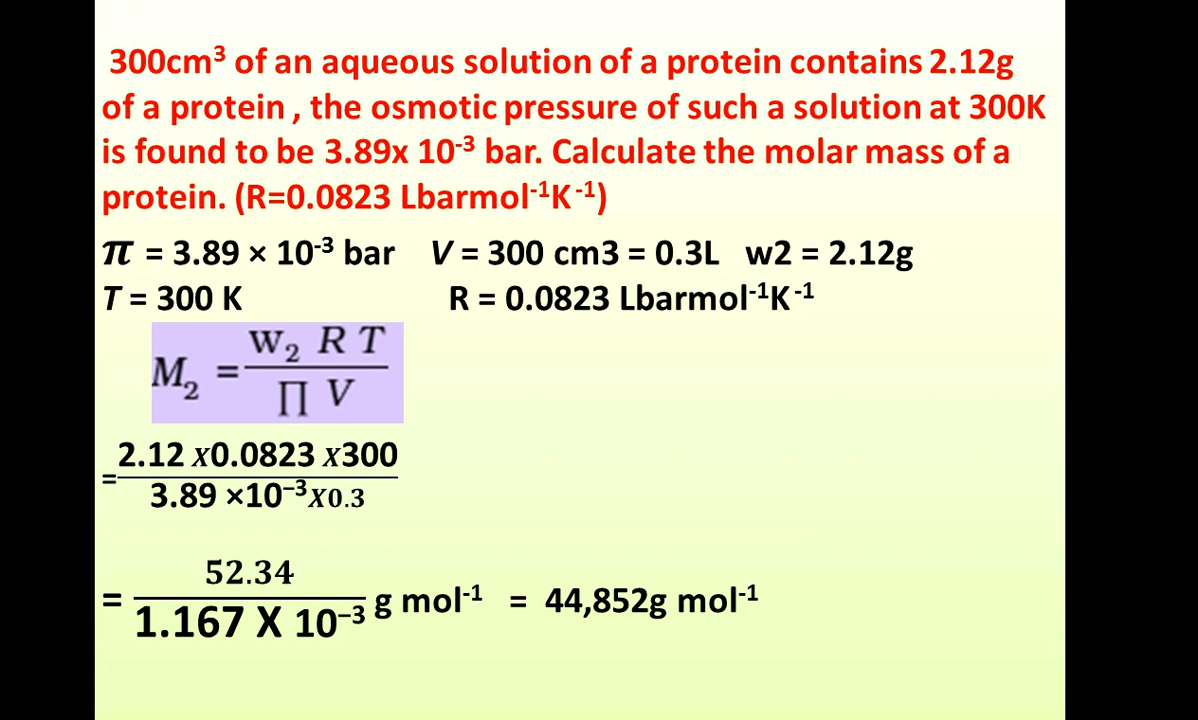 300cm³ of an aqueous solution of a protein contains 2.12g
of a protein , the osmotic pressure of such a solution at 300K
is found to be 3.89x 10⁻³ bar. Calculate the molar mass of a
protein. (R=0.0823 Lbarmol⁻¹K⁻¹)
π = 3.89 × 10⁻³ bar V = 300 cm3 = 0.3L w2 = 2.12g
T = 300 K R = 0.0823 Lbarmol⁻¹K⁻¹
W₂ R T
M₂ =
∏ V
2.12 x0.0823 x300
=
3.89 ×10⁻³X0.3
52.34
= g mol⁻¹ = 44,852g mol⁻¹
1.167 X 10⁻³